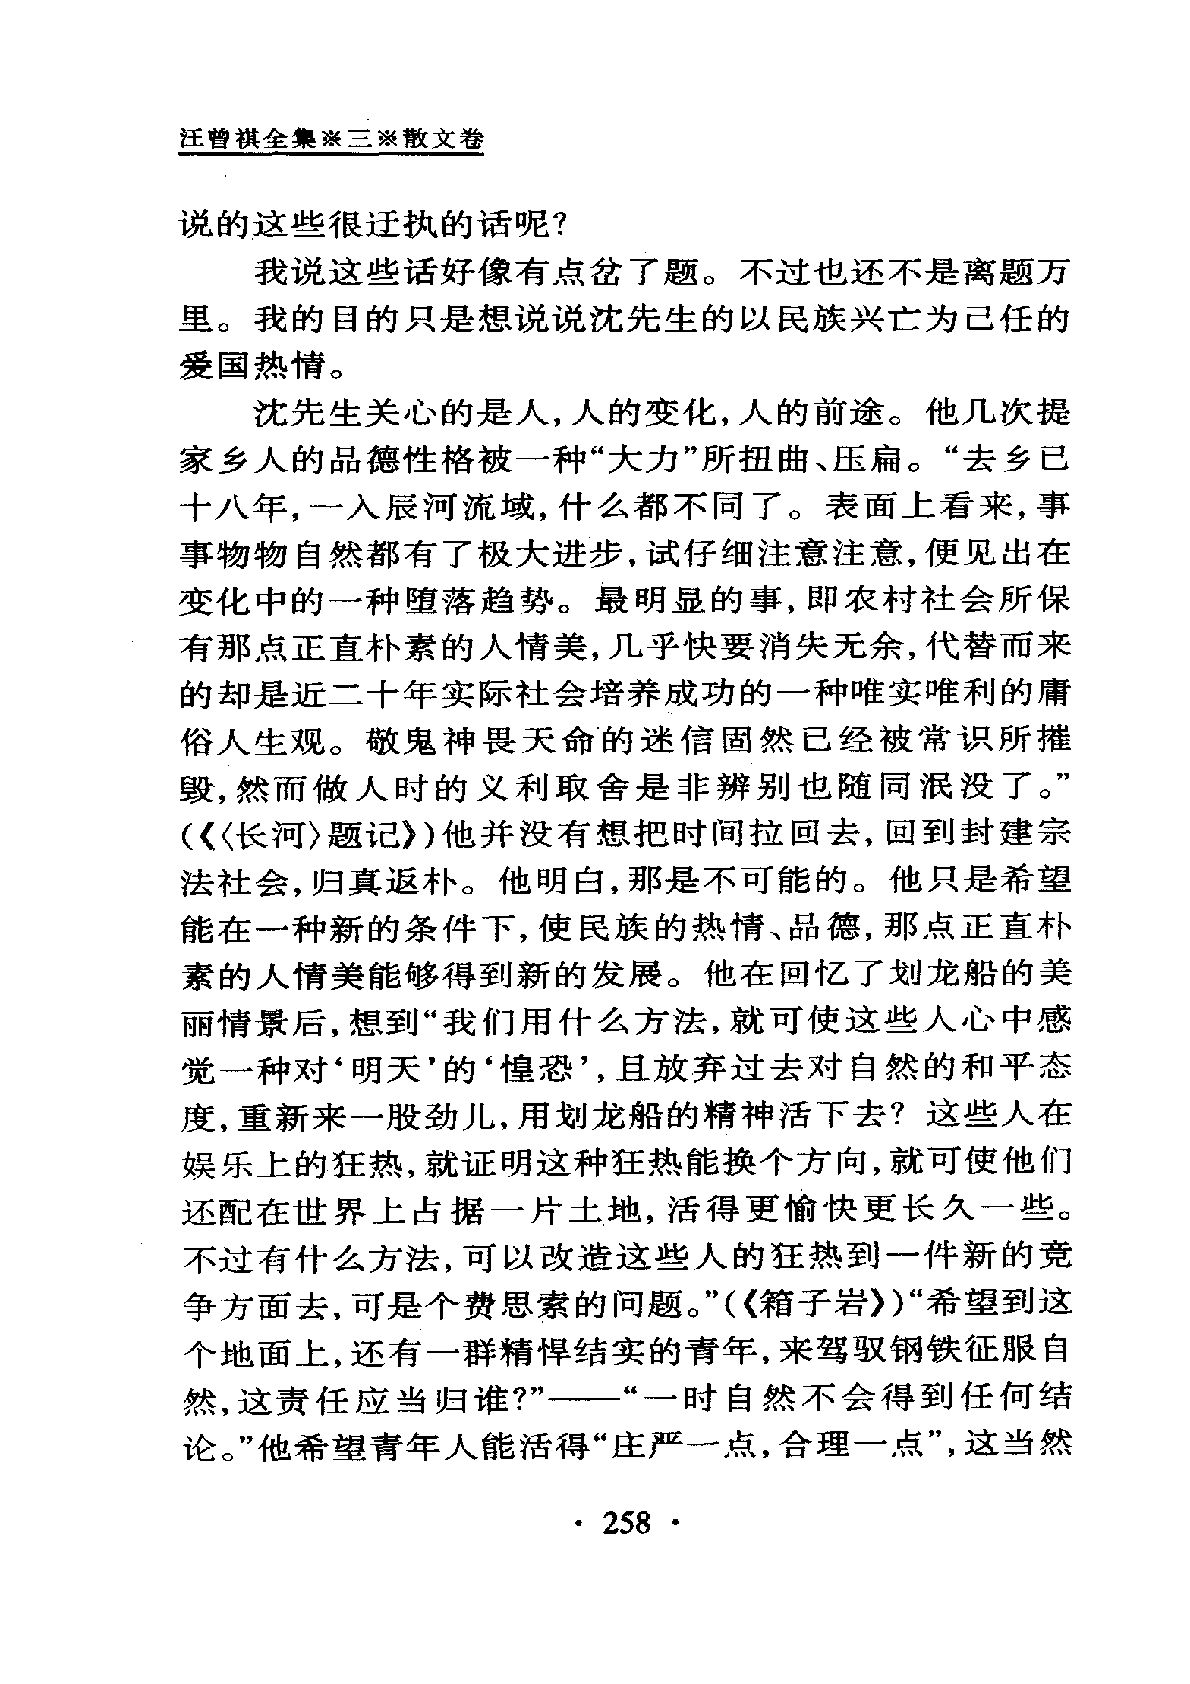 汪曾祺全集※三※散文卷
说的这些很迂执的话呢?
我说这些话好像有点岔了题。不过也还不是离题万
里。我的目的只是想说说沈先生的以民族兴亡为己任的
爱国热情。
沈先生关心的是人,人的变化,人的前途。他几次提
家乡人的品德性格被一种“大力”所扭曲、压扁。“去乡已
十八年,一入辰河流域,什么都不同了。表面上看来,事
事物物自然都有了极大进步,试仔细注意注意,便见出在
变化中的一种堕落趋势。最明显的事,即农村社会所保
有那点正直朴素的人情美,几乎快要消失无余,代替而来
的却是近二十年实际社会培养成功的一种唯实唯利的庸
俗人生观。敬鬼神畏天命的迷信固然已经被常识所摧
毁,然而做人时的义利取舍是非辨别也随同泯没了。”
(《〈长河〉题记》)他并没有想把时间拉回去,回到封建宗
法社会,归真返朴。他明白,那是不可能的。他只是希望
能在一种新的条件下,使民族的热情、品德,那点正直朴
素的人情美能够得到新的发展。他在回忆了划龙船的美
丽情景后,想到“我们用什么方法,就可使这些人心中感
觉一种对‘明天’的‘惶恐’,且放弃过去对自然的和平态
度,重新来一股劲儿,用划龙船的精神活下去?这些人在
娱乐上的狂热,就证明这种狂热能换个方向,就可使他们
还配在世界上占据一片土地,活得更愉快更长久一些。
不过有什么方法,可以改造这些人的狂热到一件新的竞
争方面去,可是个费思索的问题。”(《箱子岩》)“希望到这
个地面上,还有一群精悍结实的青年,来驾驭钢铁征服自
然,这责任应当归谁?”——“一时自然不会得到任何结
论。”他希望青年人能活得“庄严一点,合理一点”,这当然
· 258 ·